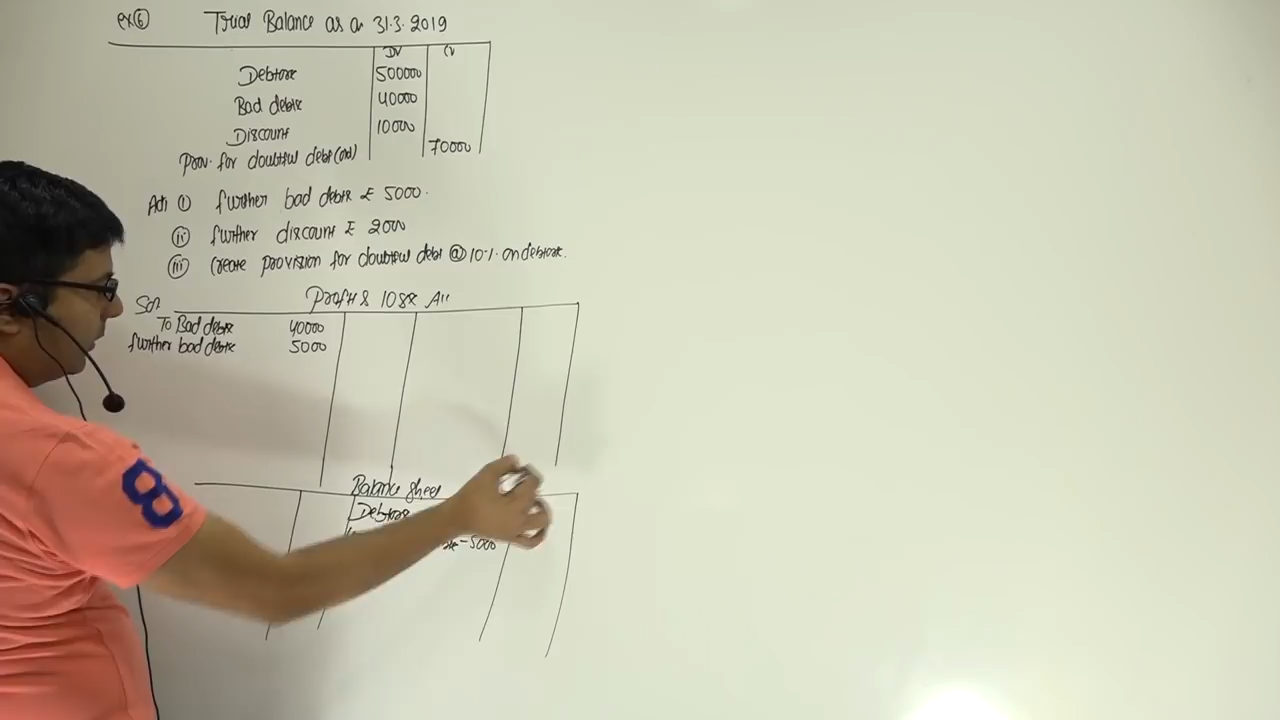 ex⑥ Trial Balance as on 31.3.2019
Dr Cr
Debtors 500000
Bad debts 40000
Discount 10000
Prov. for doubtful debt (old) 70000
Adj ⓘ further bad debts ₹ 5000.
ⓘⓘ further discount ₹ 2000
ⓘⓘⓘ Create provision for doubtful debt @ 10% on debtors.
Sol. Profit & loss A/c
To Bad debts 40000
further bad debts 5000
Balance sheet
Debtors
-5000
8